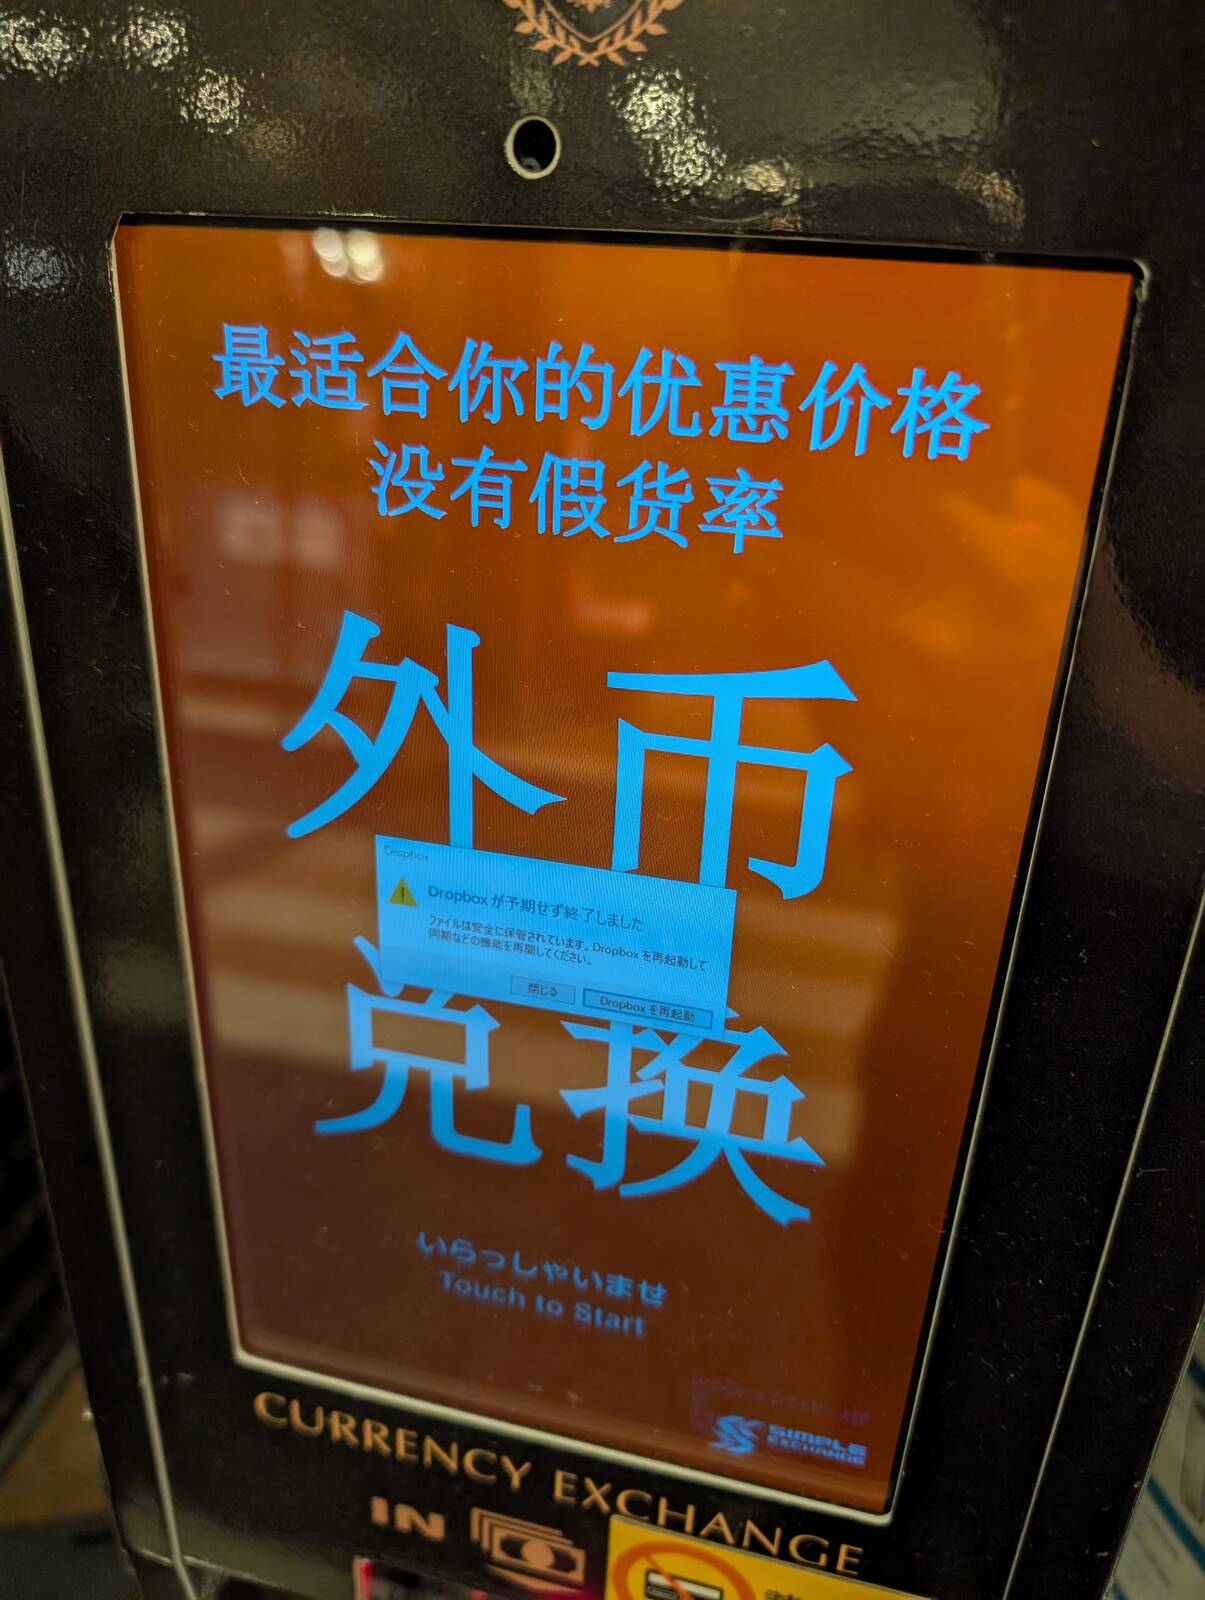 最适合你的优惠价格
没有假货率
外币
兑换
Dropbox
Dropbox が予期せず終了しました
ファイルは安全に保管されています。Dropbox を再起動して
同期などの機能を再開してください。
閉じる
Dropbox を再起動
いらっしゃいませ
Touch to Start
SIMPLE
EXCHANGE
CURRENCY EXCHANGE
IN